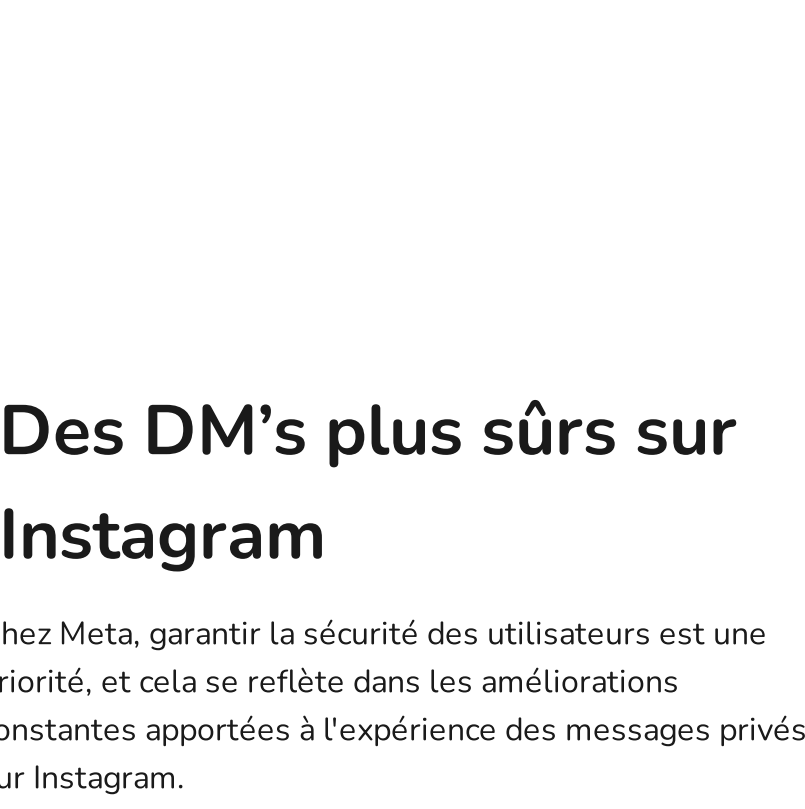 Des DM’s plus sûrs sur
Instagram
hez Meta, garantir la sécurité des utilisateurs est une
riorité, et cela se reflète dans les améliorations
onstantes apportées à l'expérience des messages privés
ur Instagram.